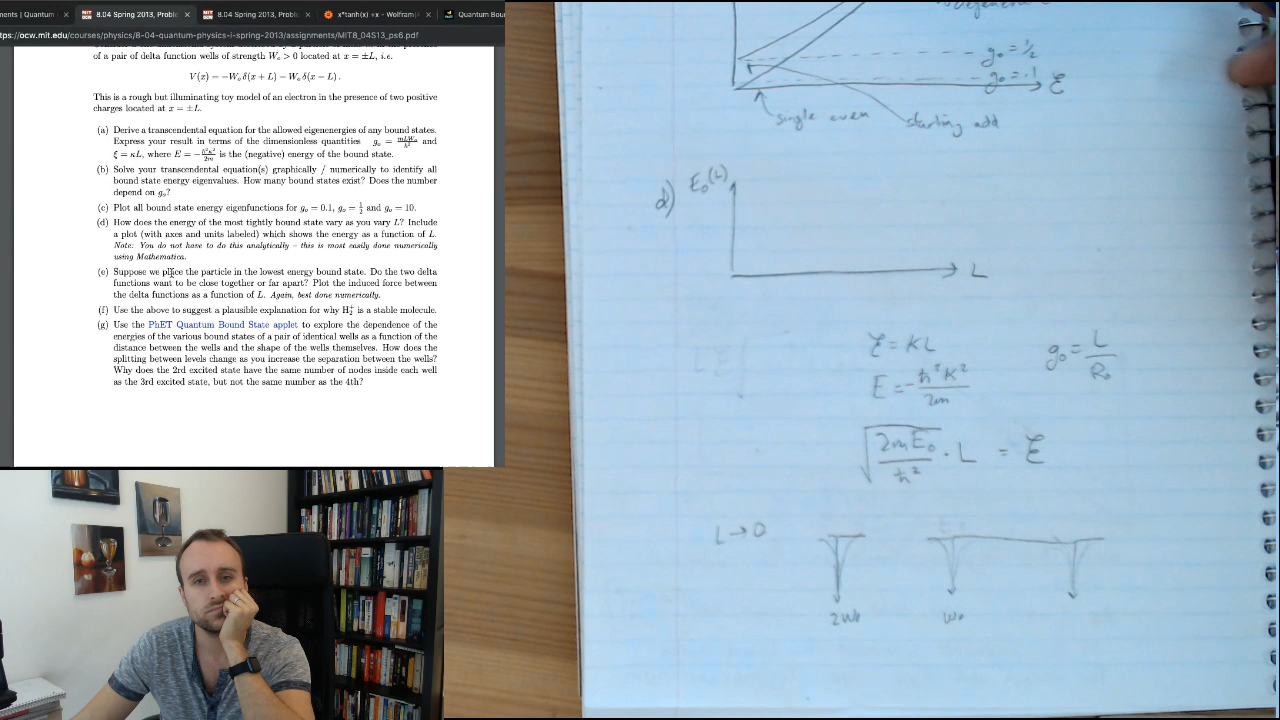 8.04 Spring 2013, Proble
8.04 Spring 2013, Proble
x*tanh(x) +x - Wolfram|
Quantum Bou
ttps://ocw.mit.edu/courses/physics/8-04-quantum-physics-i-spring-2013/assignments/MIT8_04S13_ps6.pdf
of a pair of delta function wells of strength Wₒ > 0 located at x = ±L, i.e.
V(x) = −Wₒ δ(x + L) − Wₒ δ(x − L) .
This is a rough but illuminating toy model of an electron in the presence of two positive
charges located at x = ±L.
(a) Derive a transcendental equation for the allowed eigenenergies of any bound states.
Express your result in terms of the dimensionless quantities gₒ = mLWₒ/ħ² and
ξ = κL, where E = −ħ²κ²/2m is the (negative) energy of the bound state.
(b) Solve your transcendental equation(s) graphically / numerically to identify all
bound state energy eigenvalues. How many bound states exist? Does the number
depend on gₒ?
(c) Plot all bound state energy eigenfunctions for gₒ = 0.1, gₒ = 1/2 and gₒ = 10.
(d) How does the energy of the most tightly bound state vary as you vary L? Include
a plot (with axes and units labeled) which shows the energy as a function of L.
Note: You do not have to do this analytically – this is most easily done numerically
using Mathematica.
(e) Suppose we place the particle in the lowest energy bound state. Do the two delta
functions want to be close together or far apart? Plot the induced force between
the delta functions as a function of L. Again, best done numerically.
(f) Use the above to suggest a plausible explanation for why H₂⁺ is a stable molecule.
(g) Use the PhET Quantum Bound State applet to explore the dependence of the
energies of the various bound states of a pair of identical wells as a function of the
distance between the wells and the shape of the wells themselves. How does the
splitting between levels change as you increase the separation between the wells?
Why does the 2rd excited state have the same number of nodes inside each well
as the 3rd excited state, but not the same number as the 4th?
g₀ = 1/2
g₀ = .1
ξ
single even
starting odd
d) E₀(L)
L
ξ = KL
g₀ = L/R₀
E = −ħ²K²/2m
√(2mE₀/ħ²) · L = ξ
L → 0
2W₀
W₀